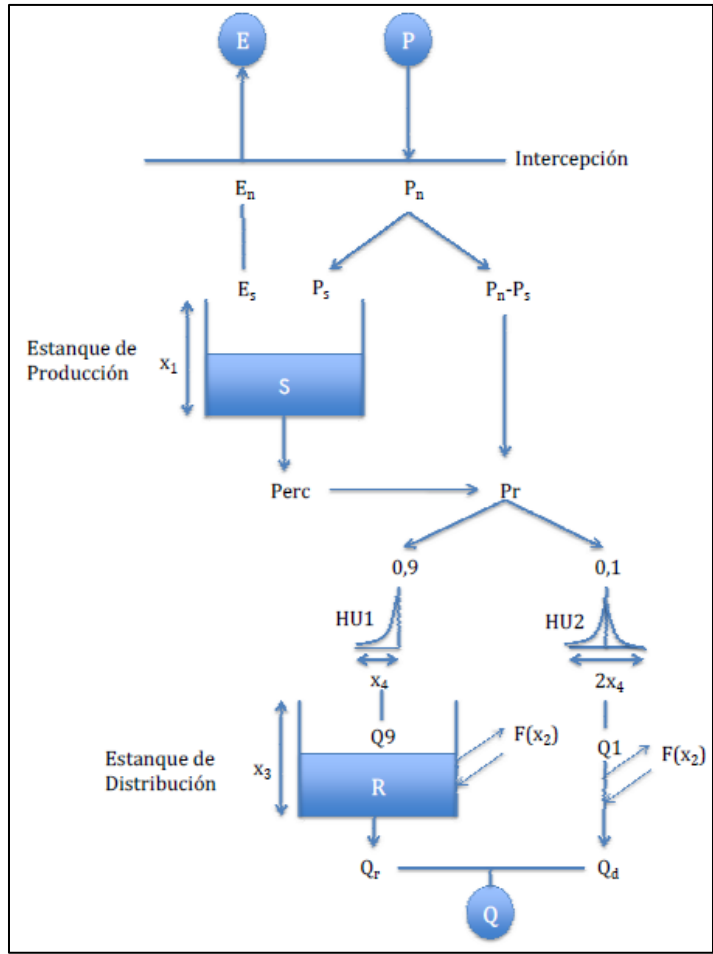 E
P
Intercepción
Eₙ
Pₙ
Eₛ
Pₛ
Pₙ-Pₛ
Estanque de
Producción
x₁
S
Perc
Pr
0,9
0,1
HU1
HU2
x₄
2x₄
Q9
F(x₂)
Q1
F(x₂)
Estanque de
Distribución
x₃
R
Qᵣ
Q_d
Q